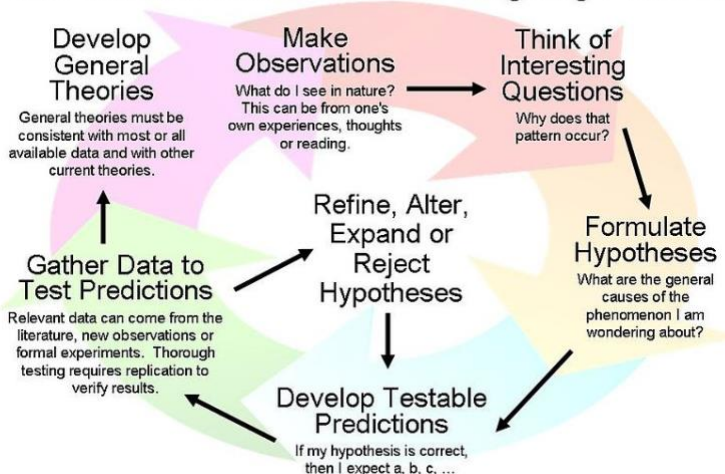 Make
Observations
What do I see in nature?
This can be from one's
own experiences, thoughts
or reading.
Think of
Interesting
Questions
Why does that
pattern occur?
Formulate
Hypotheses
What are the general
causes of the
phenomenon I am
wondering about?
Develop Testable
Predictions
If my hypothesis is correct,
then I expect a, b, c, ...
Gather Data to
Test Predictions
Relevant data can come from the
literature, new observations or
formal experiments. Thorough
testing requires replication to
verify results.
Refine, Alter,
Expand or
Reject
Hypotheses
Develop
General
Theories
General theories must be
consistent with most or all
available data and with other
current theories.